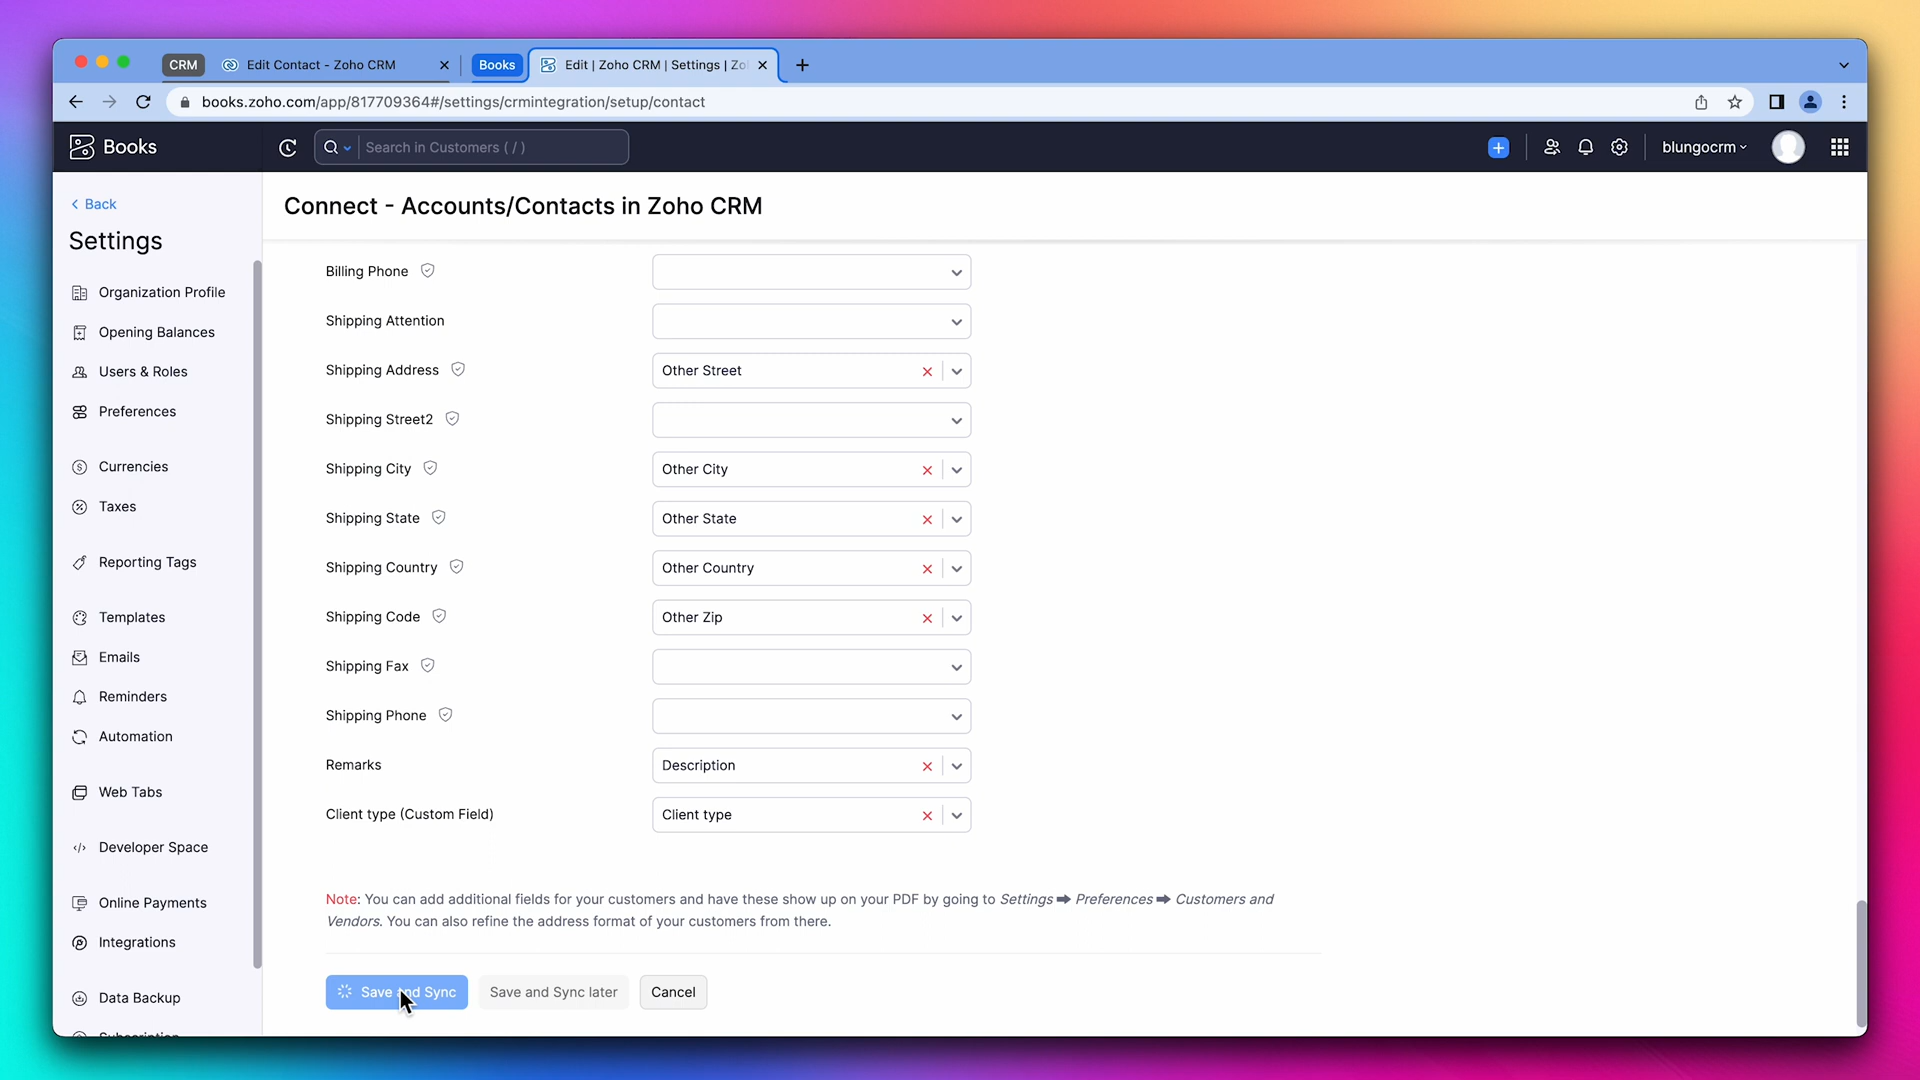 CRM
Edit Contact - Zoho CRM
Books
Edit | Zoho CRM | Settings | Zo
books.zoho.com/app/817709364#/settings/crmintegration/setup/contact
Books
Search in Customers ( / )
blungocrm
Back
Settings
Organization Profile
Opening Balances
Users & Roles
Preferences
Currencies
Taxes
Reporting Tags
Templates
Emails
Reminders
Automation
Web Tabs
Developer Space
Online Payments
Integrations
Data Backup
Subscription
Connect - Accounts/Contacts in Zoho CRM
Billing Phone
Shipping Attention
Shipping Address Other Street
Shipping Street2
Shipping City Other City
Shipping State Other State
Shipping Country Other Country
Shipping Code Other Zip
Shipping Fax
Shipping Phone
Remarks Description
Client type (Custom Field) Client type
Note: You can add additional fields for your customers and have these show up on your PDF by going to Settings ➡ Preferences ➡ Customers and
Vendors. You can also refine the address format of your customers from there.
Save and Sync Save and Sync later Cancel